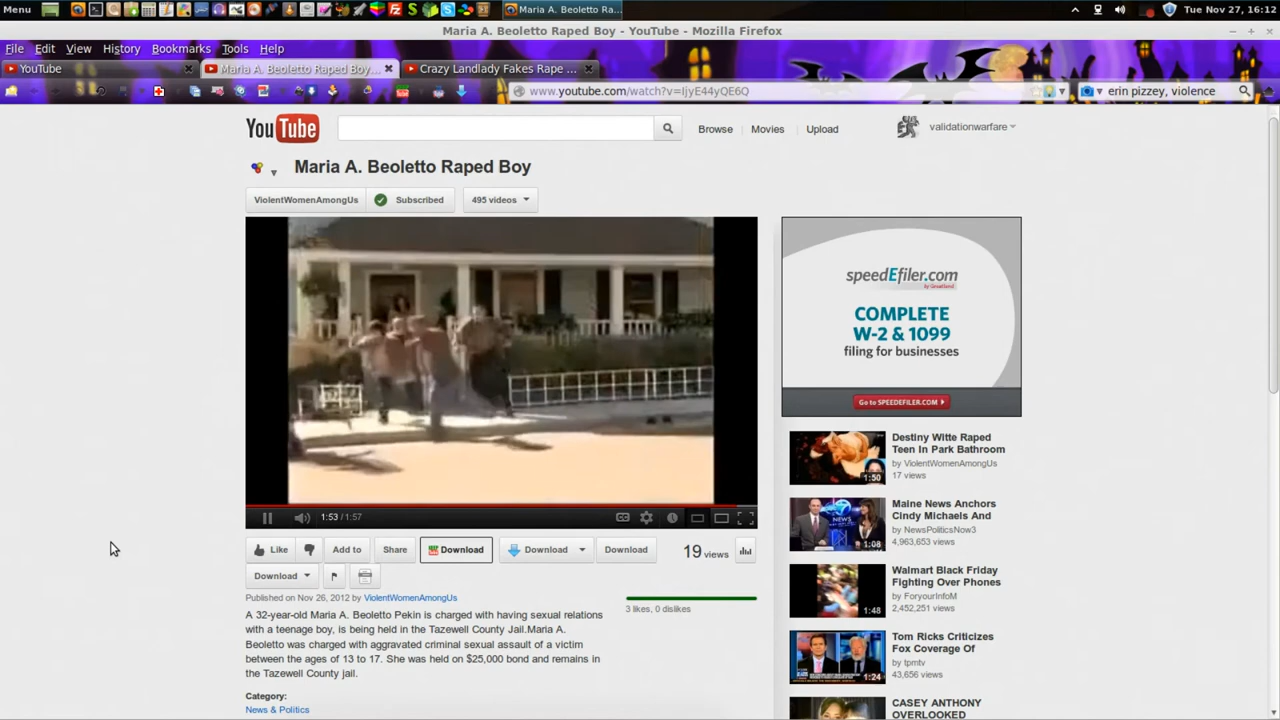 Menu
Maria A. Beoletto Ra...
Tue Nov 27, 16:12
Maria A. Beoletto Raped Boy - YouTube - Mozilla Firefox
File Edit View History Bookmarks Tools Help
YouTube
Maria A. Beoletto Raped Boy...
Crazy Landlady Fakes Rape ...
www.youtube.com/watch?v=IjyE44yQE6Q
erin pizzey, violence
YouTube
Browse Movies Upload
validationwarfare
Maria A. Beoletto Raped Boy
ViolentWomenAmongUs Subscribed 495 videos
speedEfiler.com
by Greatland
COMPLETE
W-2 & 1099
filing for businesses
Go to SPEEDEFILER.COM
1:53 / 1:57
CC
Like Add to Share Download Download Download 19 views
Download
Published on Nov 26, 2012 by ViolentWomenAmongUs
3 likes, 0 dislikes
A 32-year-old Maria A. Beoletto Pekin is charged with having sexual relations
with a teenage boy, is being held in the Tazewell County Jail.Maria A.
Beoletto was charged with aggravated criminal sexual assault of a victim
between the ages of 13 to 17. She was held on $25,000 bond and remains in
the Tazewell County jail.
Category:
News & Politics
Destiny Witte Raped
Teen In Park Bathroom
by ViolentWomenAmongUs
17 views
1:50
Maine News Anchors
Cindy Michaels And
by NewsPoliticsNow3
4,963,653 views
1:08
Walmart Black Friday
Fighting Over Phones
by ForyourInfoM
2,452,251 views
1:48
Tom Ricks Criticizes
Fox Coverage Of
by tpmtv
43,656 views
1:24
CASEY ANTHONY
OVERLOOKED